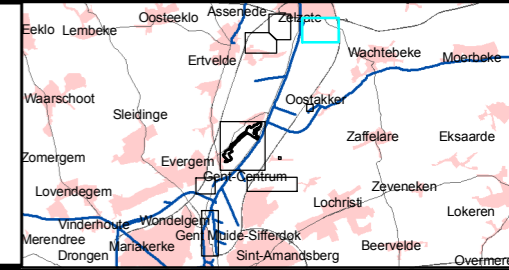 Assenede
Oosteeklo
Zelzate
Eeklo
Lembeke
Wachtebeke
Moerbeke
Ertvelde
Waarschoot
Oostakker
Sleidinge
Zaffelare
Eksaarde
Zomergem
Evergem
Gent-Centrum
Lovendegem
Zeveneken
Lochristi
Lokeren
Vinderhoute
Wondelgem
Merendree
Mariakerke
Gent Muide-Sifferdok
Beervelde
Drongen
Sint-Amandsberg
Overmere